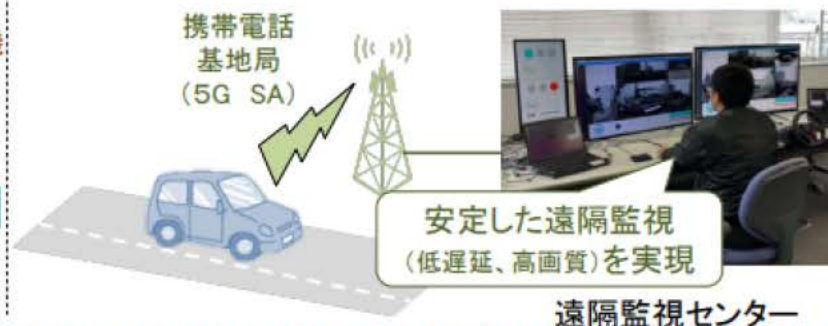 携帯電話
基地局
(5G SA)
安定した遠隔監視
(低遅延、高画質)を実現
遠隔監視センター